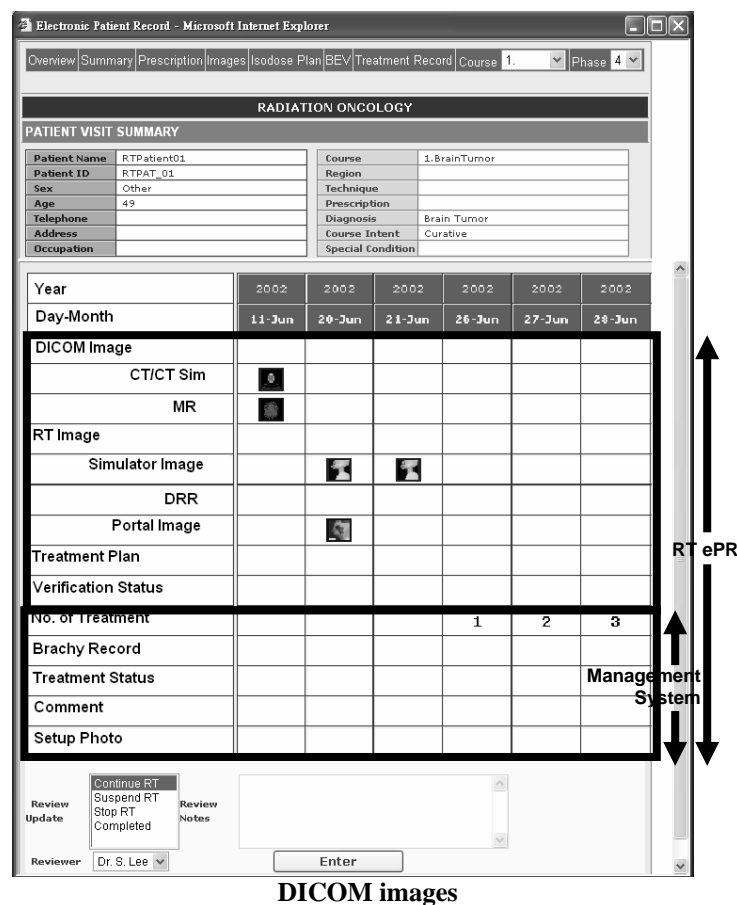 Electronic Patient Record - Microsoft Internet Explorer
Overview Summary Prescription Images Isodose Plan BEV Treatment Record Course 1. Phase 4
RADIATION ONCOLOGY
PATIENT VISIT SUMMARY
Patient Name RTPatient01 Course 1.BrainTumor
Patient ID RTPAT_01 Region
Sex Other Technique
Age 49 Prescription
Telephone Diagnosis Brain Tumor
Address Course Intent Curative
Occupation Special Condition
Year 2002 2002 2002 2002 2002 2002
Day-Month 11-Jun 20-Jun 21-Jun 26-Jun 27-Jun 28-Jun
DICOM Image
CT/CT Sim
MR
RT Image
Simulator Image
DRR
Portal Image
Treatment Plan
RT ePR
Verification Status
No. of Treatment 1 2 3
Brachy Record
Treatment Status
Management
System
Comment
Setup Photo
Continue RT
Suspend RT
Stop RT
Completed
Review
Update
Review
Notes
Reviewer Dr. S. Lee Enter
DICOM images